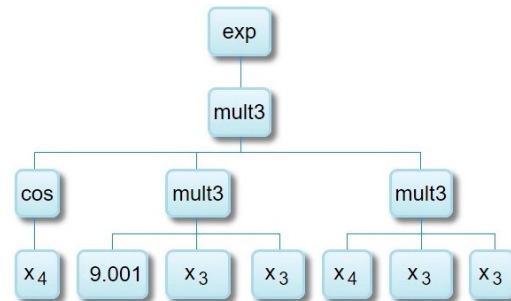 exp
mult3
cos mult3 mult3
x4 9.001 x3 x3 x4 x3 x3